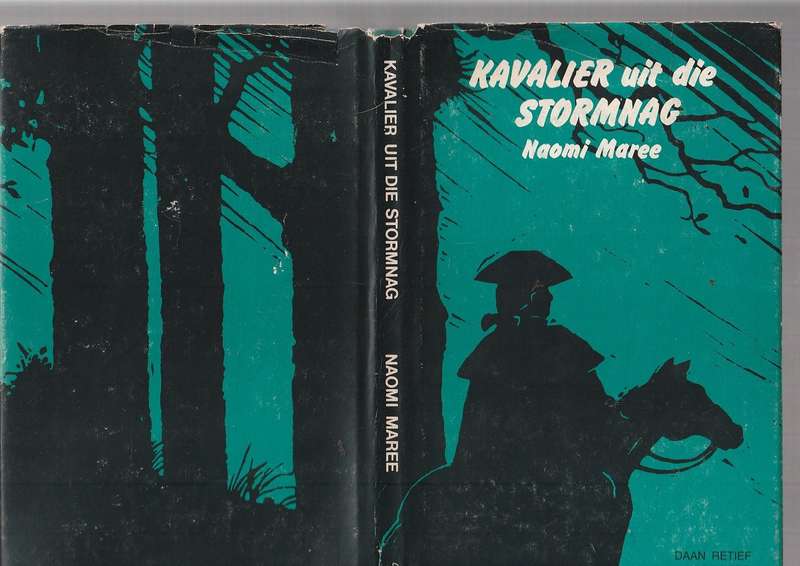 KAVALIER uit die
STORMNAG
Naomi Maree
KAVALIER UIT DIE STORMNAG
NAOMI MAREE
DAAN RETIEF